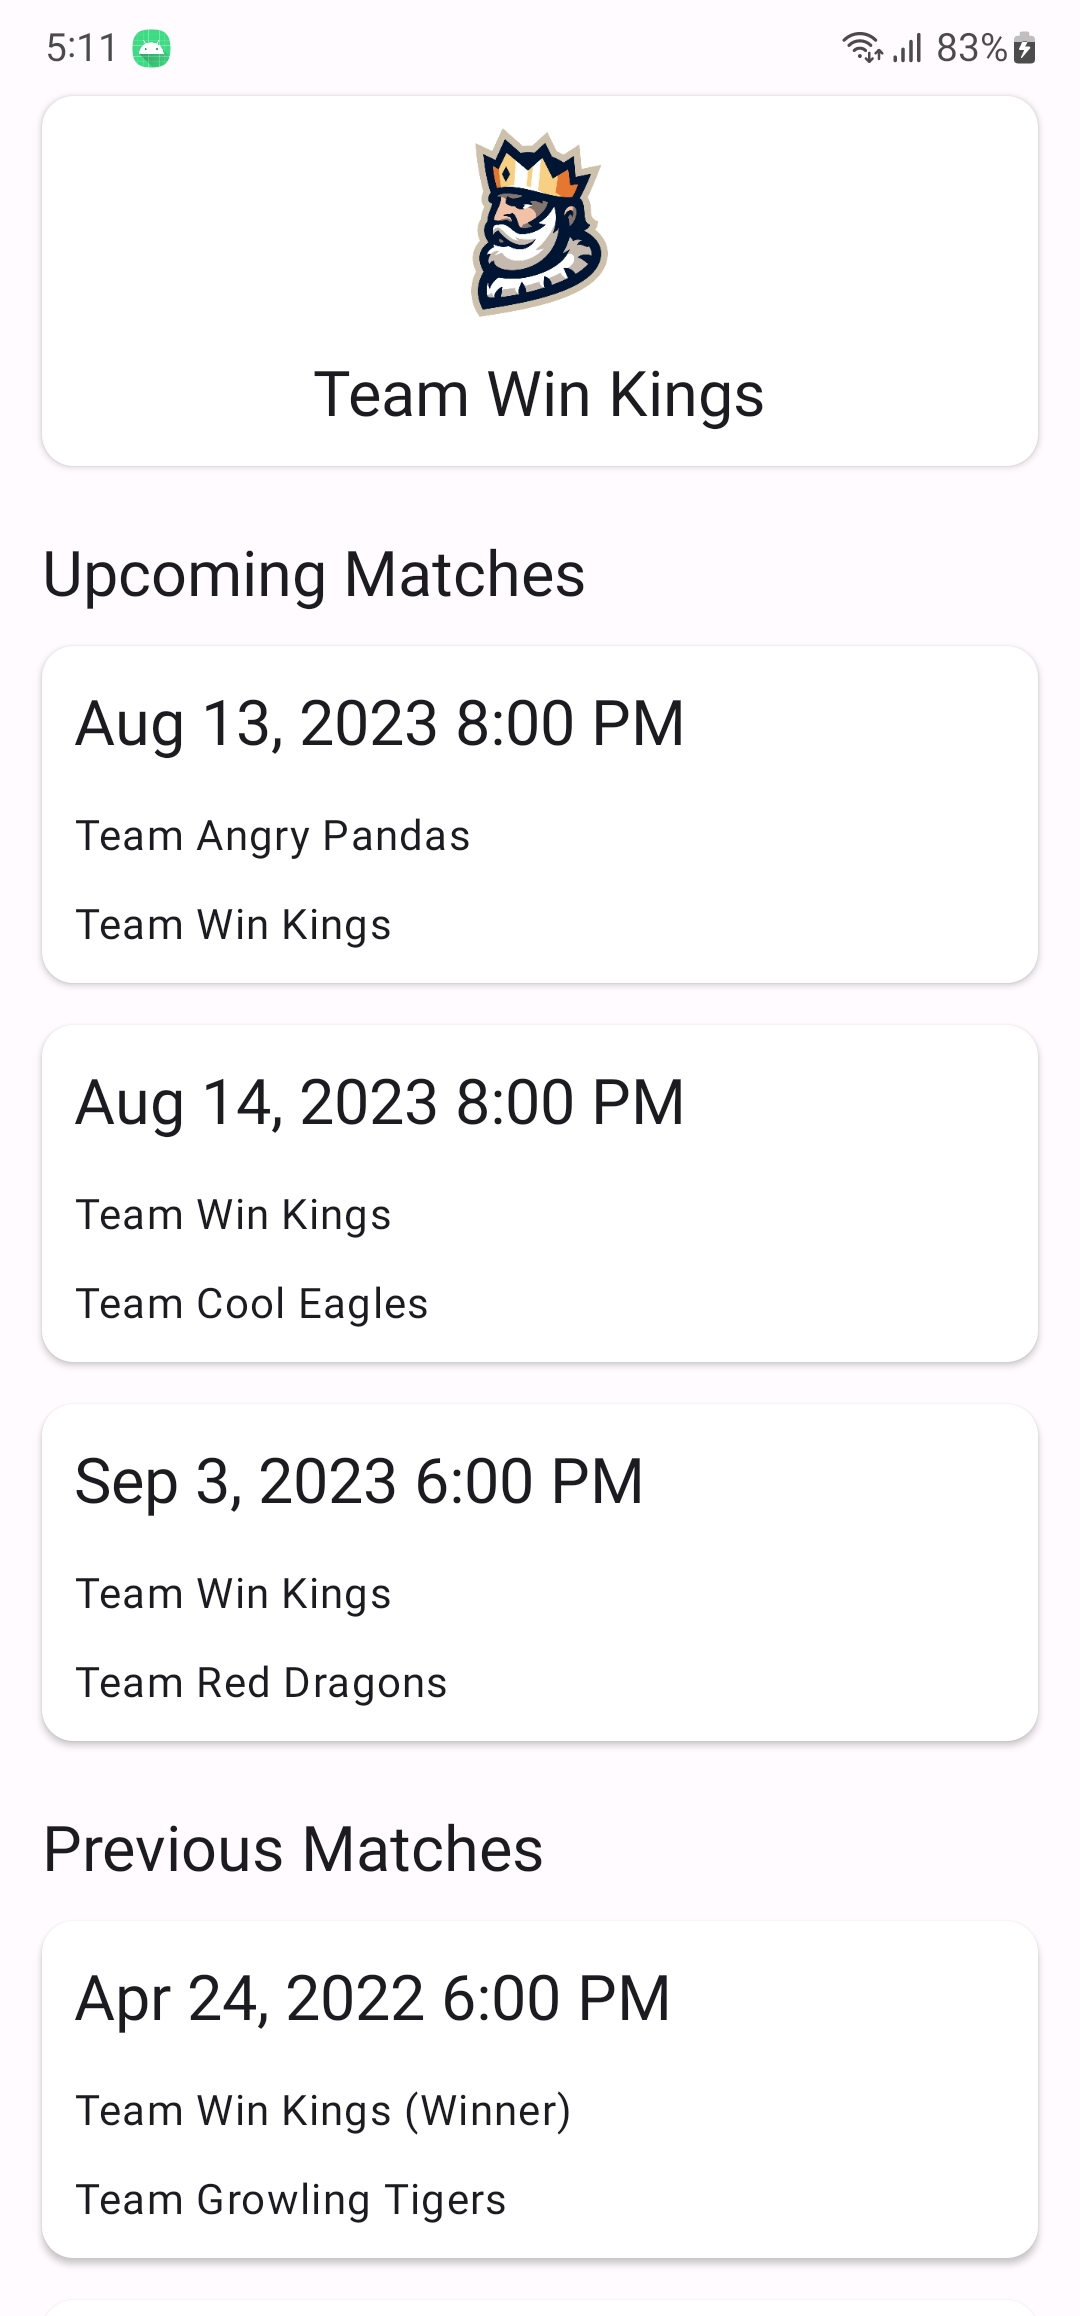 5:11 83%
Team Win Kings
Upcoming Matches
Aug 13, 2023 8:00 PM
Team Angry Pandas
Team Win Kings
Aug 14, 2023 8:00 PM
Team Win Kings
Team Cool Eagles
Sep 3, 2023 6:00 PM
Team Win Kings
Team Red Dragons
Previous Matches
Apr 24, 2022 6:00 PM
Team Win Kings (Winner)
Team Growling Tigers